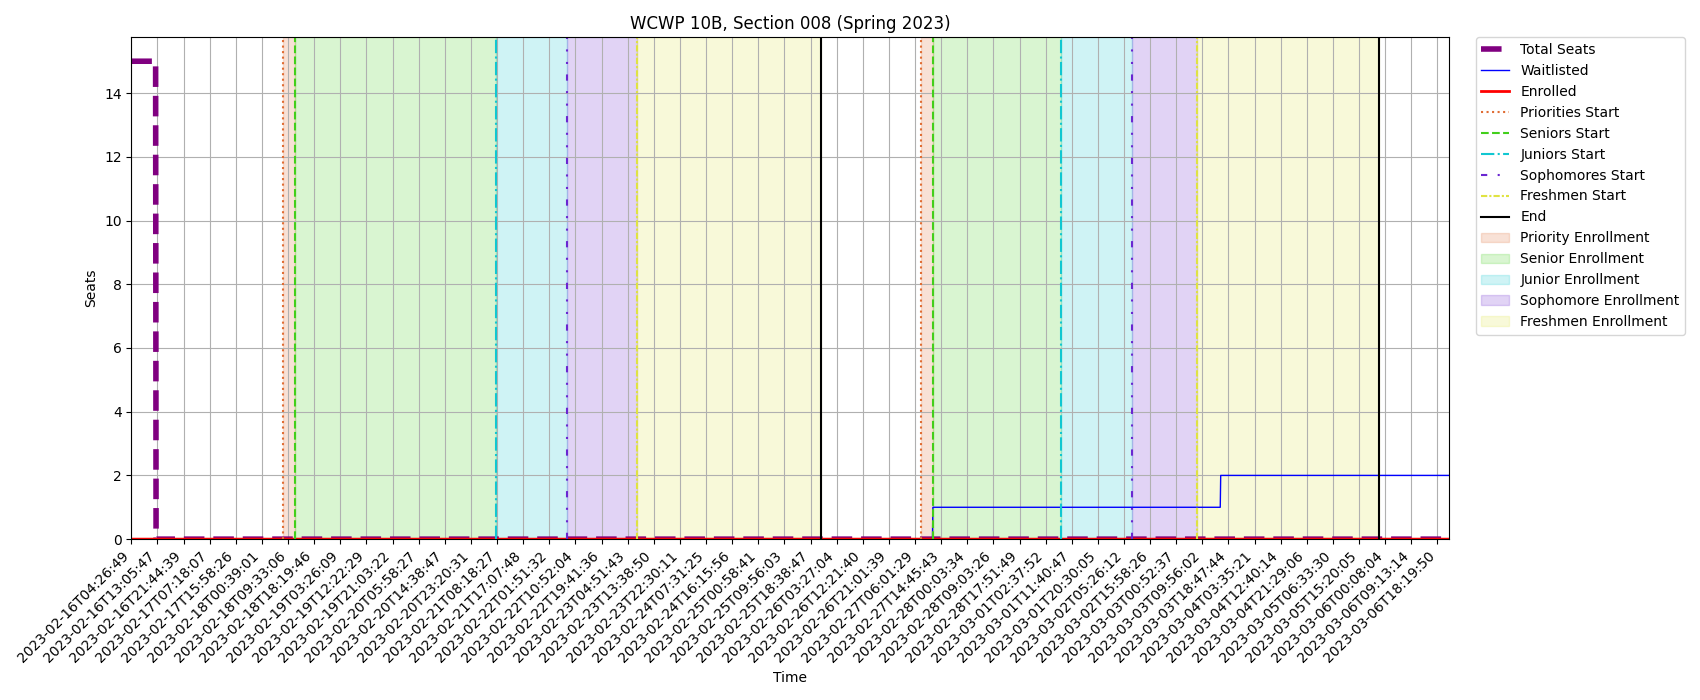 WCWP 10B, Section 008 (Spring 2023)
Total Seats
Waitlisted
Enrolled
Priorities Start
Seniors Start
Juniors Start
Sophomores Start
Freshmen Start
End
Priority Enrollment
Senior Enrollment
Junior Enrollment
Sophomore Enrollment
Freshmen Enrollment
Seats
14
12
10
8
6
4
2
0
2023-02-16T04:26:49
2023-02-16T13:05:47
2023-02-16T21:44:39
2023-02-17T07:18:07
2023-02-17T15:58:26
2023-02-18T00:39:01
2023-02-18T09:33:06
2023-02-18T18:19:46
2023-02-19T03:26:09
2023-02-19T12:22:29
2023-02-19T21:03:22
2023-02-20T05:58:27
2023-02-20T14:38:47
2023-02-20T23:20:31
2023-02-21T08:18:27
2023-02-21T17:07:48
2023-02-22T01:51:32
2023-02-22T10:52:04
2023-02-22T19:41:36
2023-02-23T04:51:43
2023-02-23T13:38:50
2023-02-23T22:30:11
2023-02-24T07:31:25
2023-02-24T16:15:56
2023-02-25T00:58:41
2023-02-25T09:56:03
2023-02-25T18:38:47
2023-02-26T03:27:04
2023-02-26T12:21:40
2023-02-26T21:01:39
2023-02-27T06:01:29
2023-02-27T14:45:43
2023-02-28T00:03:34
2023-02-28T09:03:26
2023-02-28T17:51:49
2023-03-01T02:37:52
2023-03-01T11:40:47
2023-03-01T20:30:05
2023-03-02T05:26:12
2023-03-02T15:58:26
2023-03-03T00:52:37
2023-03-03T09:56:02
2023-03-03T18:47:44
2023-03-04T03:35:21
2023-03-04T12:40:14
2023-03-04T21:29:06
2023-03-05T06:33:30
2023-03-05T15:20:05
2023-03-06T00:08:04
2023-03-06T09:13:14
2023-03-06T18:19:50
Time